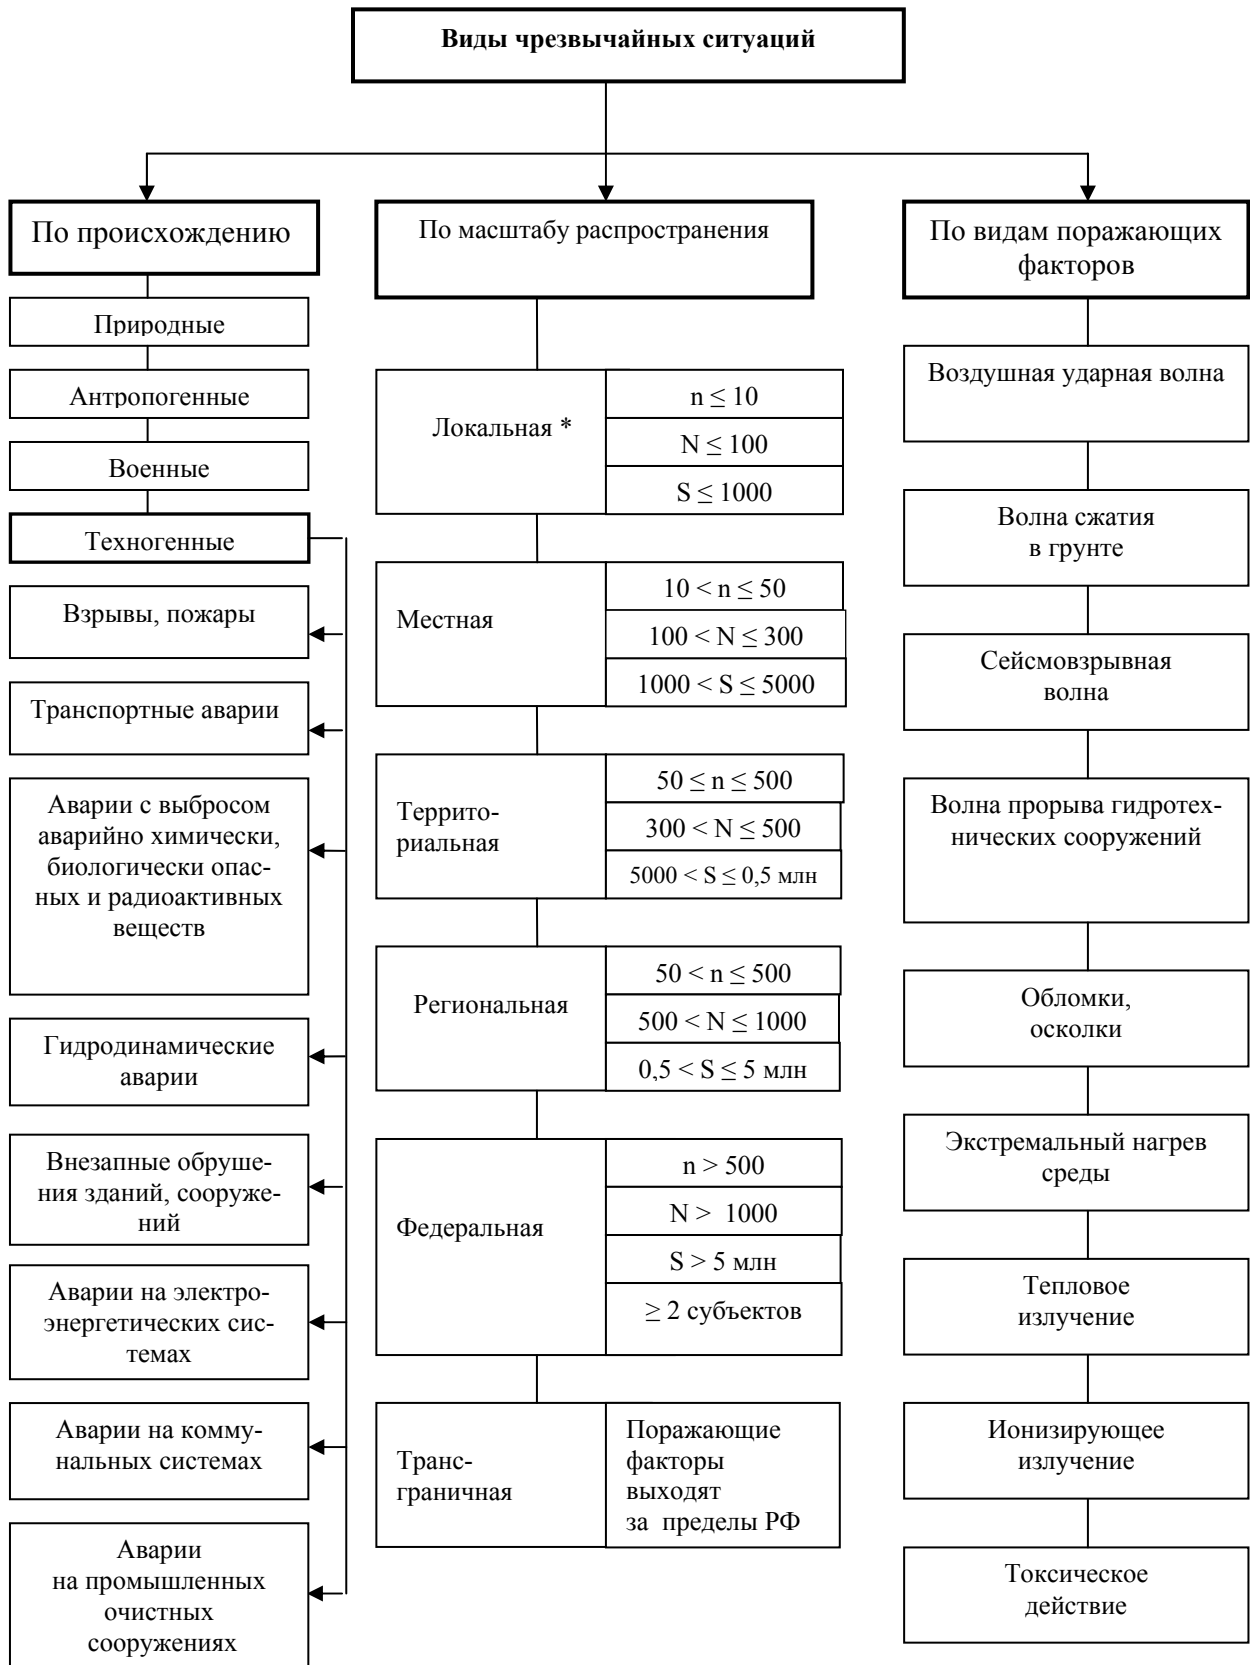 Виды чрезвычайных ситуаций
По происхождению
Природные
Антропогенные
Военные
Техногенные
Взрывы, пожары
Транспортные аварии
Аварии с выбросом
аварийно химически,
биологически опас-
ных и радиоактивных
веществ
Гидродинамические
аварии
Внезапные обруше-
ния зданий, сооруже-
ний
Аварии на электро-
энергетических сис-
темах
Аварии на комму-
нальных системах
Аварии
на промышленных
очистных
сооружениях
По масштабу распространения
Локальная *
n ≤ 10
N ≤ 100
S ≤ 1000
Местная
10 < n ≤ 50
100 < N ≤ 300
1000 < S ≤ 5000
Террито-
риальная
50 ≤ n ≤ 500
300 < N ≤ 500
5000 < S ≤ 0,5 млн
Региональная
50 < n ≤ 500
500 < N ≤ 1000
0,5 < S ≤ 5 млн
Федеральная
n > 500
N > 1000
S > 5 млн
≥ 2 субъектов
Транс-
граничная
Поражающие
факторы
выходят
за пределы РФ
По видам поражающих
факторов
Воздушная ударная волна
Волна сжатия
в грунте
Сейсмовзрывная
волна
Волна прорыва гидротех-
нических сооружений
Обломки,
осколки
Экстремальный нагрев
среды
Тепловое
излучение
Ионизирующее
излучение
Токсическое
действие